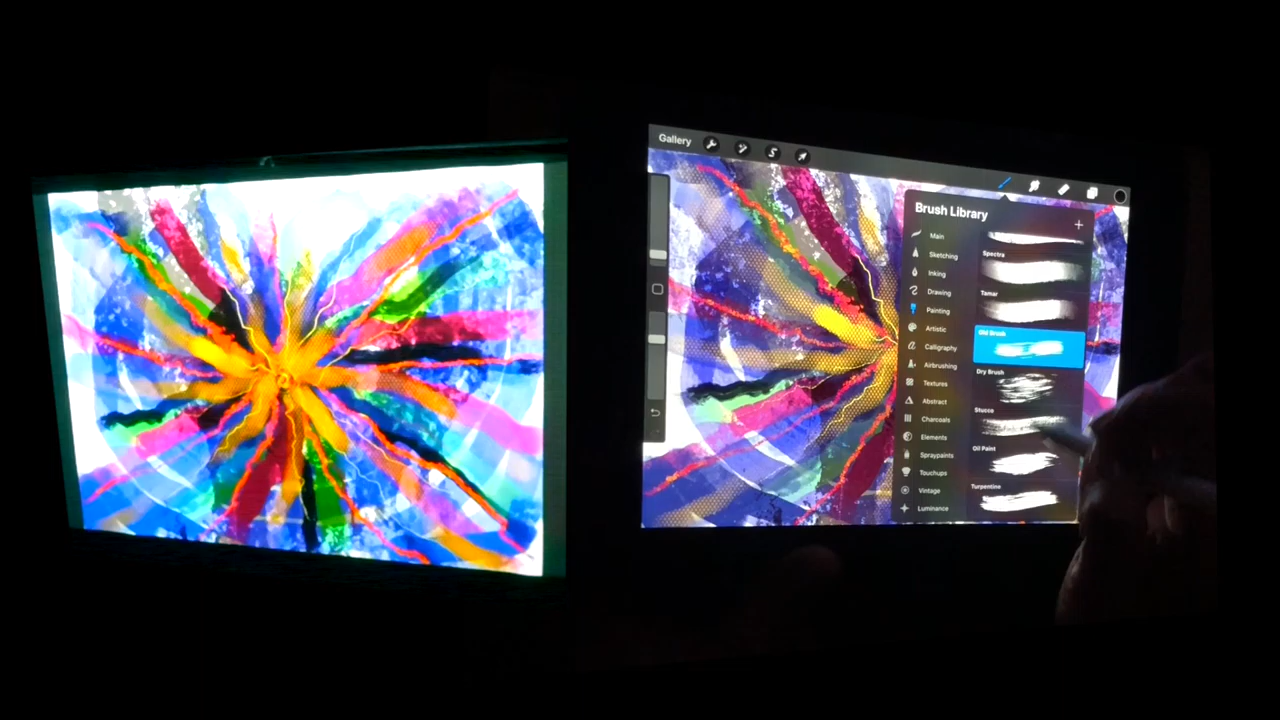 Gallery
Brush Library
Main
Sketching
Inking
Drawing
Painting
Artistic
Calligraphy
Airbrushing
Textures
Abstract
Charcoals
Elements
Spraypaints
Touchups
Vintage
Luminance
Spectra
Tamar
Old Brush
Dry Brush
Stucco
Oil Paint
Turpentine